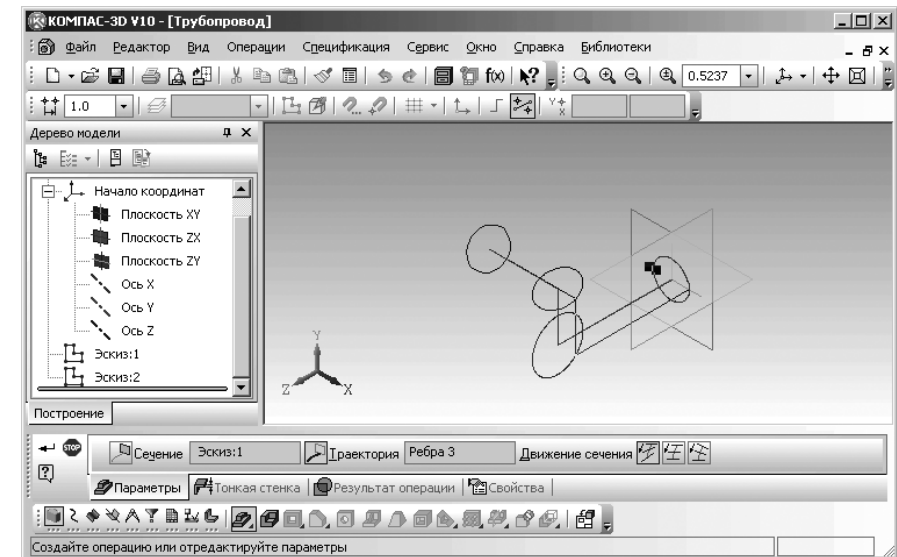 КОМПАС-3D V10 - [Трубопровод]
Файл Редактор Вид Операции Спецификация Сервис Окно Справка Библиотеки
0.5237
1.0
Дерево модели
Начало координат
Плоскость XY
Плоскость ZX
Плоскость ZY
Ось X
Ось Y
Ось Z
Эскиз:1
Эскиз:2
Построение
Y
Z
X
STOP Сечение Эскиз:1 Траектория Ребра 3 Движение сечения
Параметры Тонкая стенка Результат операции Свойства
Создайте операцию или отредактируйте параметры